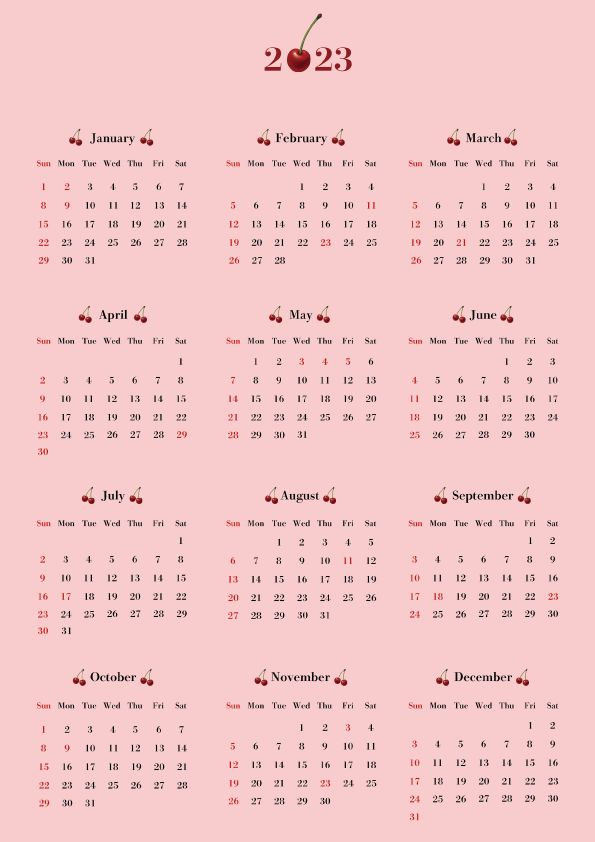 2 23
January
Sun Mon Tue Wed Thu Fri Sat
1 2 3 4 5 6 7
8 9 10 11 12 13 14
15 16 17 18 19 20 21
22 23 24 25 26 27 28
29 30 31
February
Sun Mon Tue Wed Thu Fri Sat
1 2 3 4
5 6 7 8 9 10 11
12 13 14 15 16 17 18
19 20 21 22 23 24 25
26 27 28
March
Sun Mon Tue Wed Thu Fri Sat
1 2 3 4
5 6 7 8 9 10 11
12 13 14 15 16 17 18
19 20 21 22 23 24 25
26 27 28 29 30 31
April
Sun Mon Tue Wed Thu Fri Sat
1
2 3 4 5 6 7 8
9 10 11 12 13 14 15
16 17 18 19 20 21 22
23 24 25 26 27 28 29
30
May
Sun Mon Tue Wed Thu Fri Sat
1 2 3 4 5 6
7 8 9 10 11 12 13
14 15 16 17 18 19 20
21 22 23 24 25 26 27
28 29 30 31
June
Sun Mon Tue Wed Thu Fri Sat
1 2 3
4 5 6 7 8 9 10
11 12 13 14 15 16 17
18 19 20 21 22 23 24
25 26 27 28 29 30
July
Sun Mon Tue Wed Thu Fri Sat
1
2 3 4 5 6 7 8
9 10 11 12 13 14 15
16 17 18 19 20 21 22
23 24 25 26 27 28 29
30 31
August
Sun Mon Tue Wed Thu Fri Sat
1 2 3 4 5
6 7 8 9 10 11 12
13 14 15 16 17 18 19
20 21 22 23 24 25 26
27 28 29 30 31
September
Sun Mon Tue Wed Thu Fri Sat
1 2
3 4 5 6 7 8 9
10 11 12 13 14 15 16
17 18 19 20 21 22 23
24 25 26 27 28 29 30
October
Sun Mon Tue Wed Thu Fri Sat
1 2 3 4 5 6 7
8 9 10 11 12 13 14
15 16 17 18 19 20 21
22 23 24 25 26 27 28
29 30 31
November
Sun Mon Tue Wed Thu Fri Sat
1 2 3 4
5 6 7 8 9 10 11
12 13 14 15 16 17 18
19 20 21 22 23 24 25
26 27 28 29 30
December
Sun Mon Tue Wed Thu Fri Sat
1 2
3 4 5 6 7 8 9
10 11 12 13 14 15 16
17 18 19 20 21 22 23
24 25 26 27 28 29 30
31